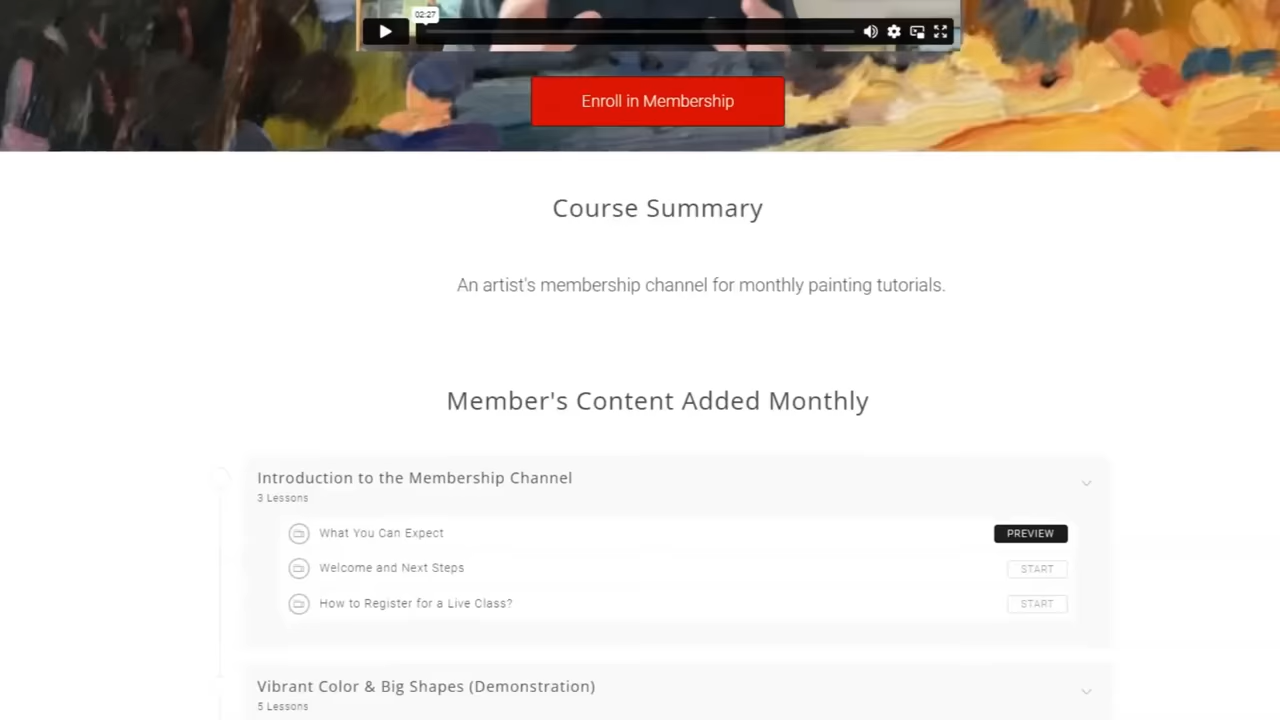 02:27
Enroll in Membership
Course Summary
An artist's membership channel for monthly painting tutorials.
Member's Content Added Monthly
Introduction to the Membership Channel
3 Lessons
What You Can Expect
PREVIEW
Welcome and Next Steps
START
How to Register for a Live Class?
START
Vibrant Color & Big Shapes (Demonstration)
5 Lessons